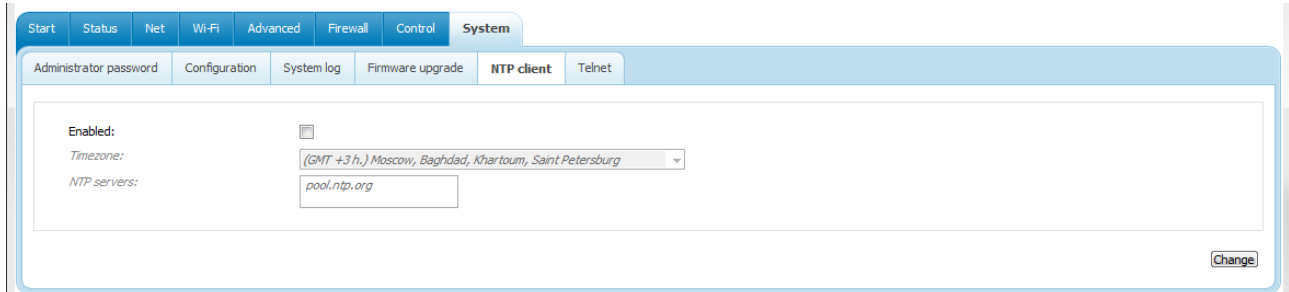 Start Status Net Wi-Fi Advanced Firewall Control System
Administrator password Configuration System log Firmware upgrade NTP client Telnet
Enabled:
Timezone: (GMT +3 h.) Moscow, Baghdad, Khartoum, Saint Petersburg
NTP servers: pool.ntp.org
Change